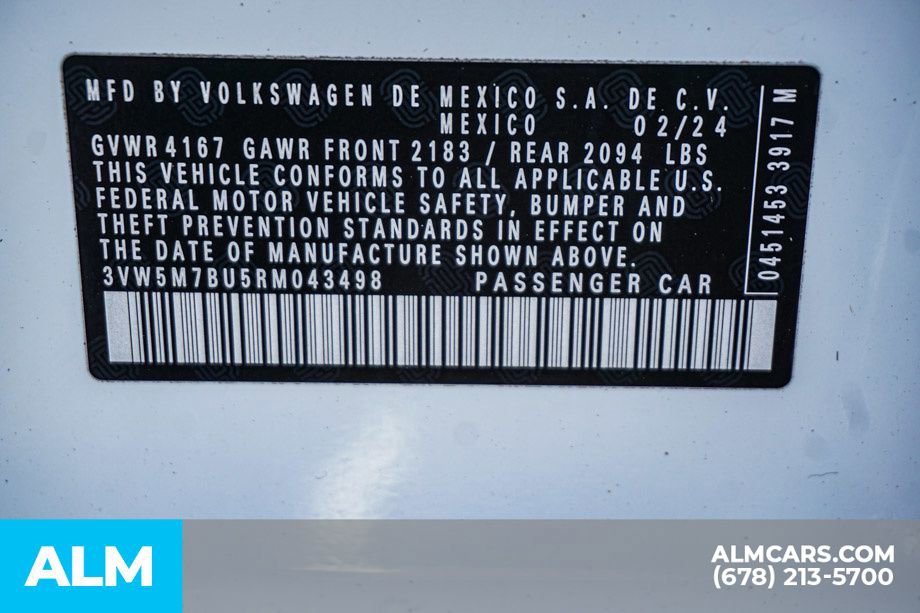 MFD BY VOLKSWAGEN DE MEXICO S.A. DE C.V.
MEXICO 02/24
GVWR 4167 GAWR FRONT 2183 / REAR 2094 LBS
THIS VEHICLE CONFORMS TO ALL APPLICABLE U.S.
FEDERAL MOTOR VEHICLE SAFETY, BUMPER AND
THEFT PREVENTION STANDARDS IN EFFECT ON
THE DATE OF MANUFACTURE SHOWN ABOVE.
3VW5M7BU5RM043498 PASSENGER CAR
0451453 3917 M
ALM
ALMCARS.COM
(678) 213-5700